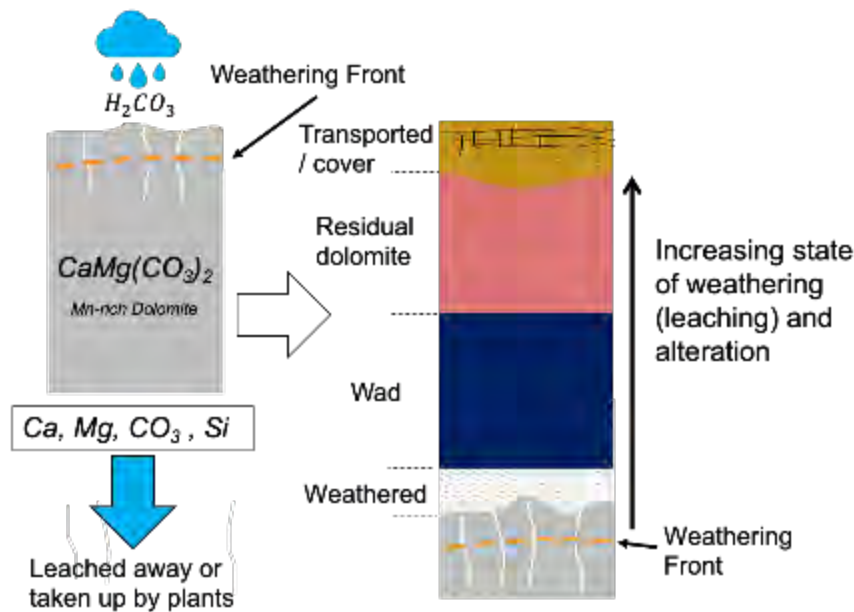 H₂CO₃
Weathering Front
CaMg(CO₃)₂
Mn-rich Dolomite
Ca, Mg, CO₃ , Si
Leached away or
taken up by plants
Transported
/ cover
Residual
dolomite
Wad
Weathered
Increasing state
of weathering
(leaching) and
alteration
Weathering
Front